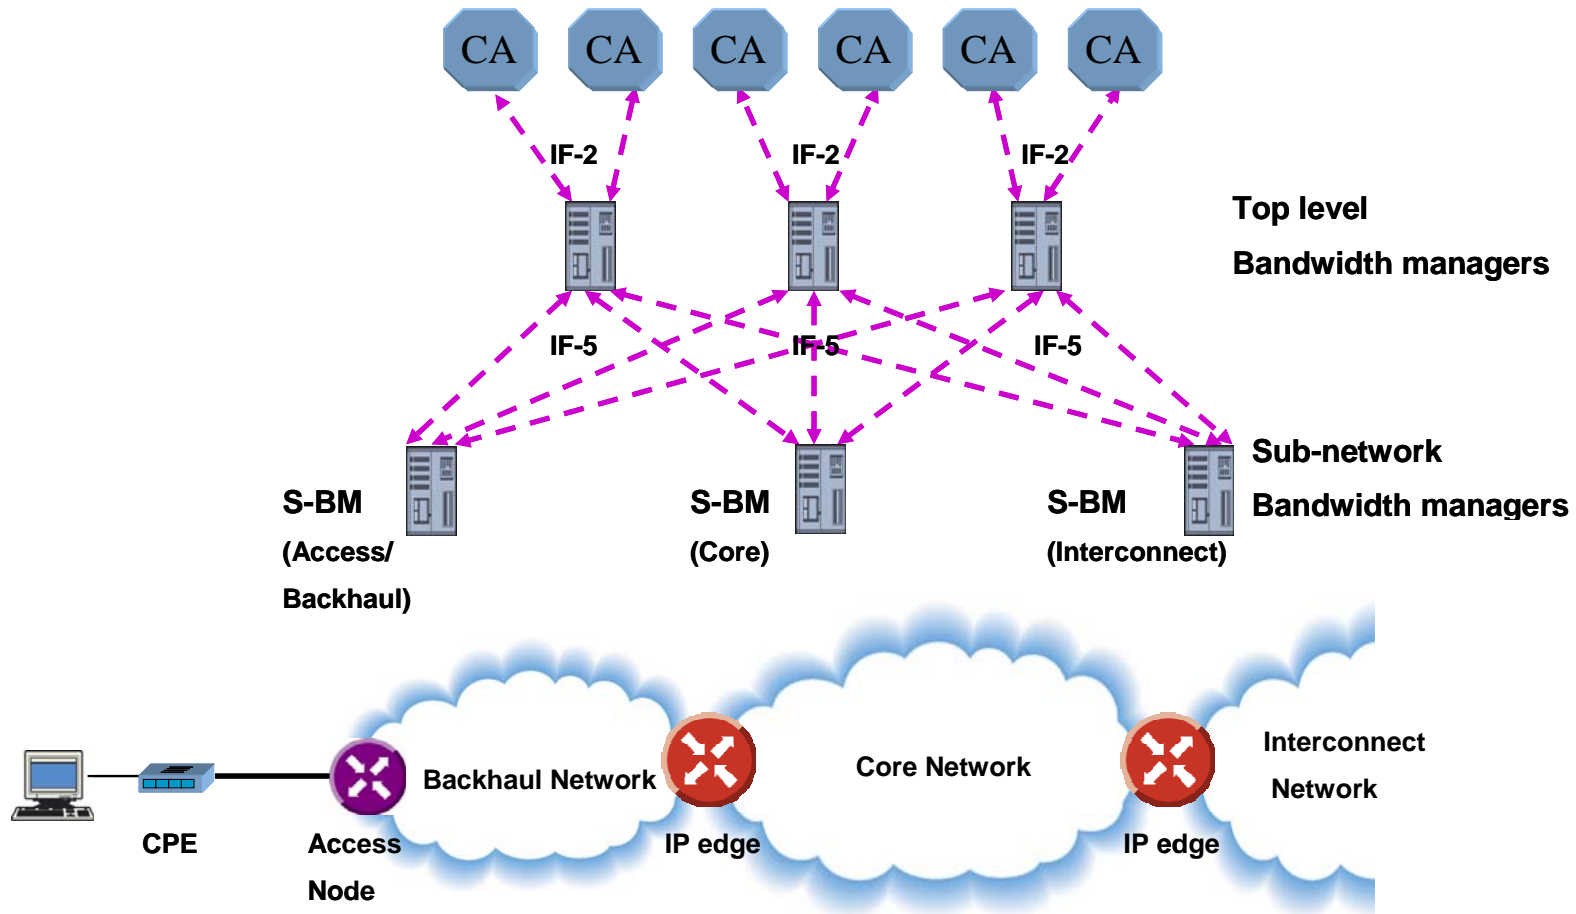 CA CA CA CA CA CA
IF-2 IF-2 IF-2
Top level
Bandwidth managers
IF-5 IF-5 IF-5
S-BM
(Access/
Backhaul)
S-BM
(Core)
S-BM
(Interconnect)
Sub-network
Bandwidth managers
Backhaul Network
Core Network
Interconnect
Network
CPE
Access
Node
IP edge
IP edge